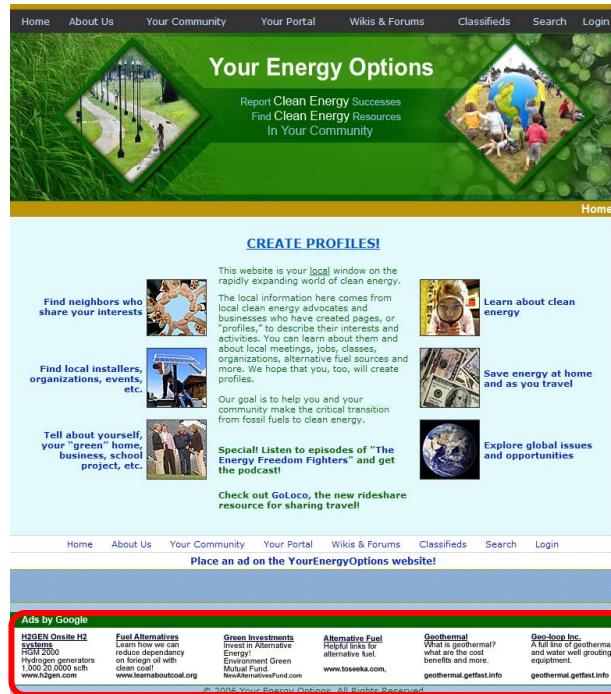 Home About Us Your Community Your Portal Wikis & Forums Classifieds Search Login
Your Energy Options
Report Clean Energy Successes
Find Clean Energy Resources
In Your Community
Home
CREATE PROFILES!
Find neighbors who
share your interests
Find local installers,
organizations, events,
etc.
Tell about yourself,
your "green" home,
business, school
project, etc.
This website is your local window on the
rapidly expanding world of clean energy.
The local information here comes from
local clean energy advocates and
businesses who have created pages, or
"profiles," to describe their interests and
activities. You can learn about them and
about local meetings, jobs, classes,
organizations, alternative fuel sources and
more. We hope that you, too, will create
profiles.
Our goal is to help you and your
community make the critical transition
from fossil fuels to clean energy.
Special! Listen to episodes of "The
Energy Freedom Fighters" and get
the podcast!
Check out GoLoco, the new rideshare
resource for sharing travel!
Learn about clean
energy
Save energy at home
and as you travel
Explore global issues
and opportunities
Home About Us Your Community Your Portal Wikis & Forums Classifieds Search Login
Place an ad on the YourEnergyOptions website!
Ads by Google
H2GEN Onsite H2
systems
HGM 2000
Hydrogen generators
1,000 20,0000 scfh
www.h2gen.com
Fuel Alternatives
Learn how we can
reduce dependancy
on foriegn oil with
clean coal!
www.learnaboutcoal.org
Green Investments
Invest in Alternative
Energy!
Environment Green
Mutual Fund.
NewAlternativesFund.com
Alternative Fuel
Helpful links for
alternative fuel.
www.toseeka.com,
Geothermal
What is geothermal?
what are the cost
benefits and more.
geothermal.getfast.info
Geo-loop Inc.
A full line of geotherma
and water well grouting
equiptment.
geothermal.getfast.info
© 2006 Your Energy Options. All Rights Reserved